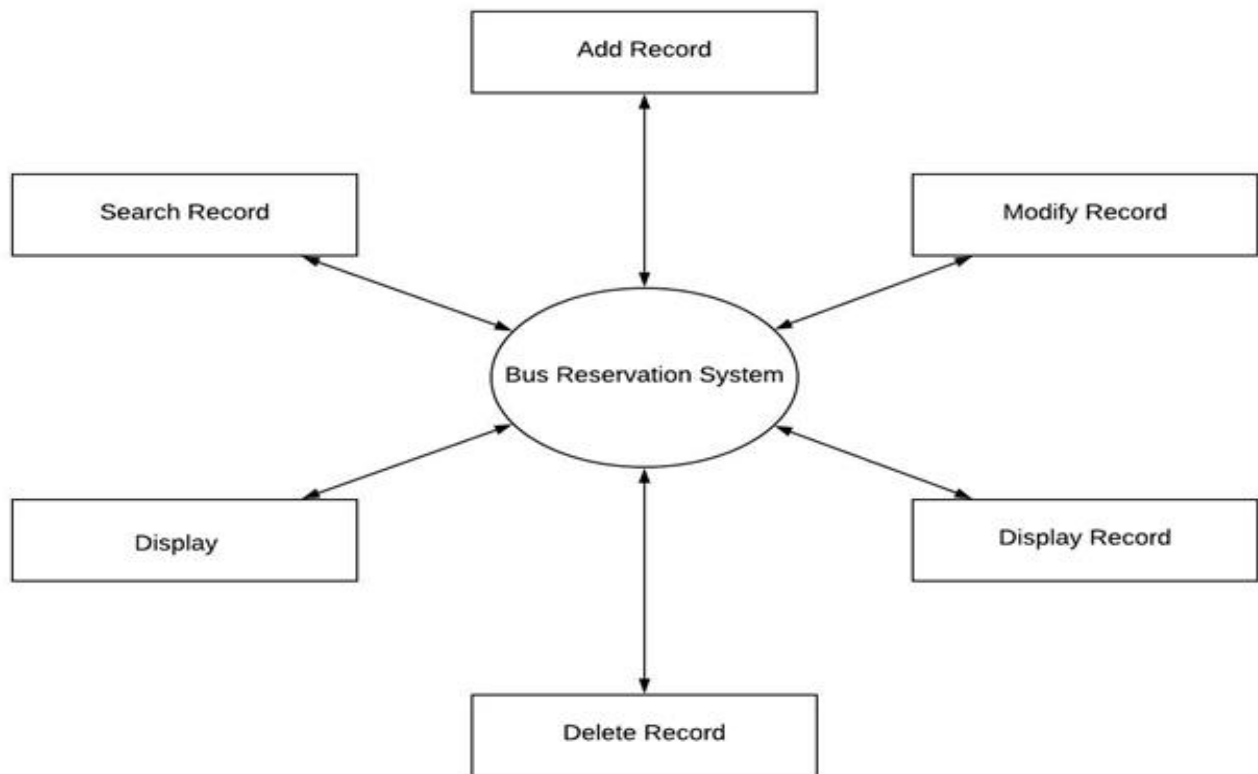 Add Record
Search Record
Modify Record
Bus Reservation System
Display
Display Record
Delete Record